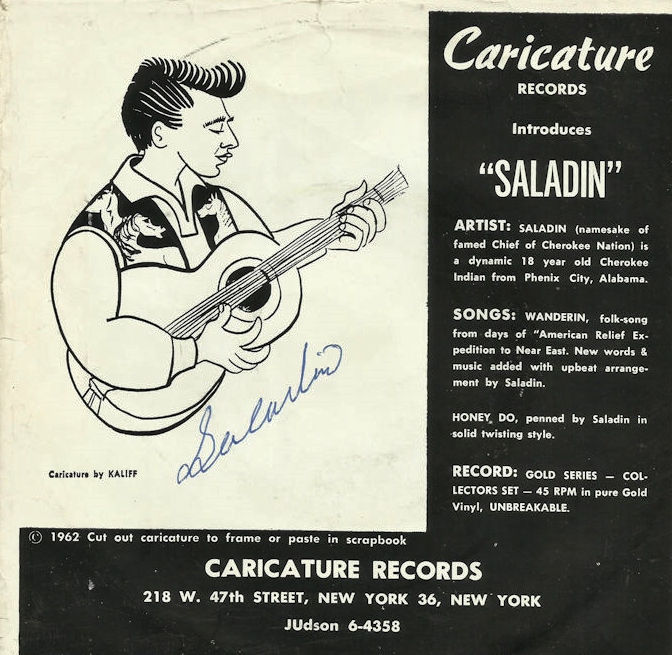 Caricature
RECORDS
Introduces
“SALADIN”
ARTIST: SALADIN (namesake of
famed Chief of Cherokee Nation) is
a dynamic 18 year old Cherokee
Indian from Phenix City, Alabama.
SONGS: WANDERIN, folk-song
from days of “American Relief Ex-
pedition to Near East. New words &
music added with upbeat arrange-
ment by Saladin.
HONEY DO, penned by Saladin in
solid twisting style.
RECORD: GOLD SERIES — COL-
LECTORS SET — 45 RPM in pure Gold
Vinyl, UNBREAKABLE.
Saladin
Caricature by KALIFF
© 1962 Cut out caricature to frame or paste in scrapbook
CARICATURE RECORDS
218 W. 47th STREET, NEW YORK 36, NEW YORK
JUdson 6-4358